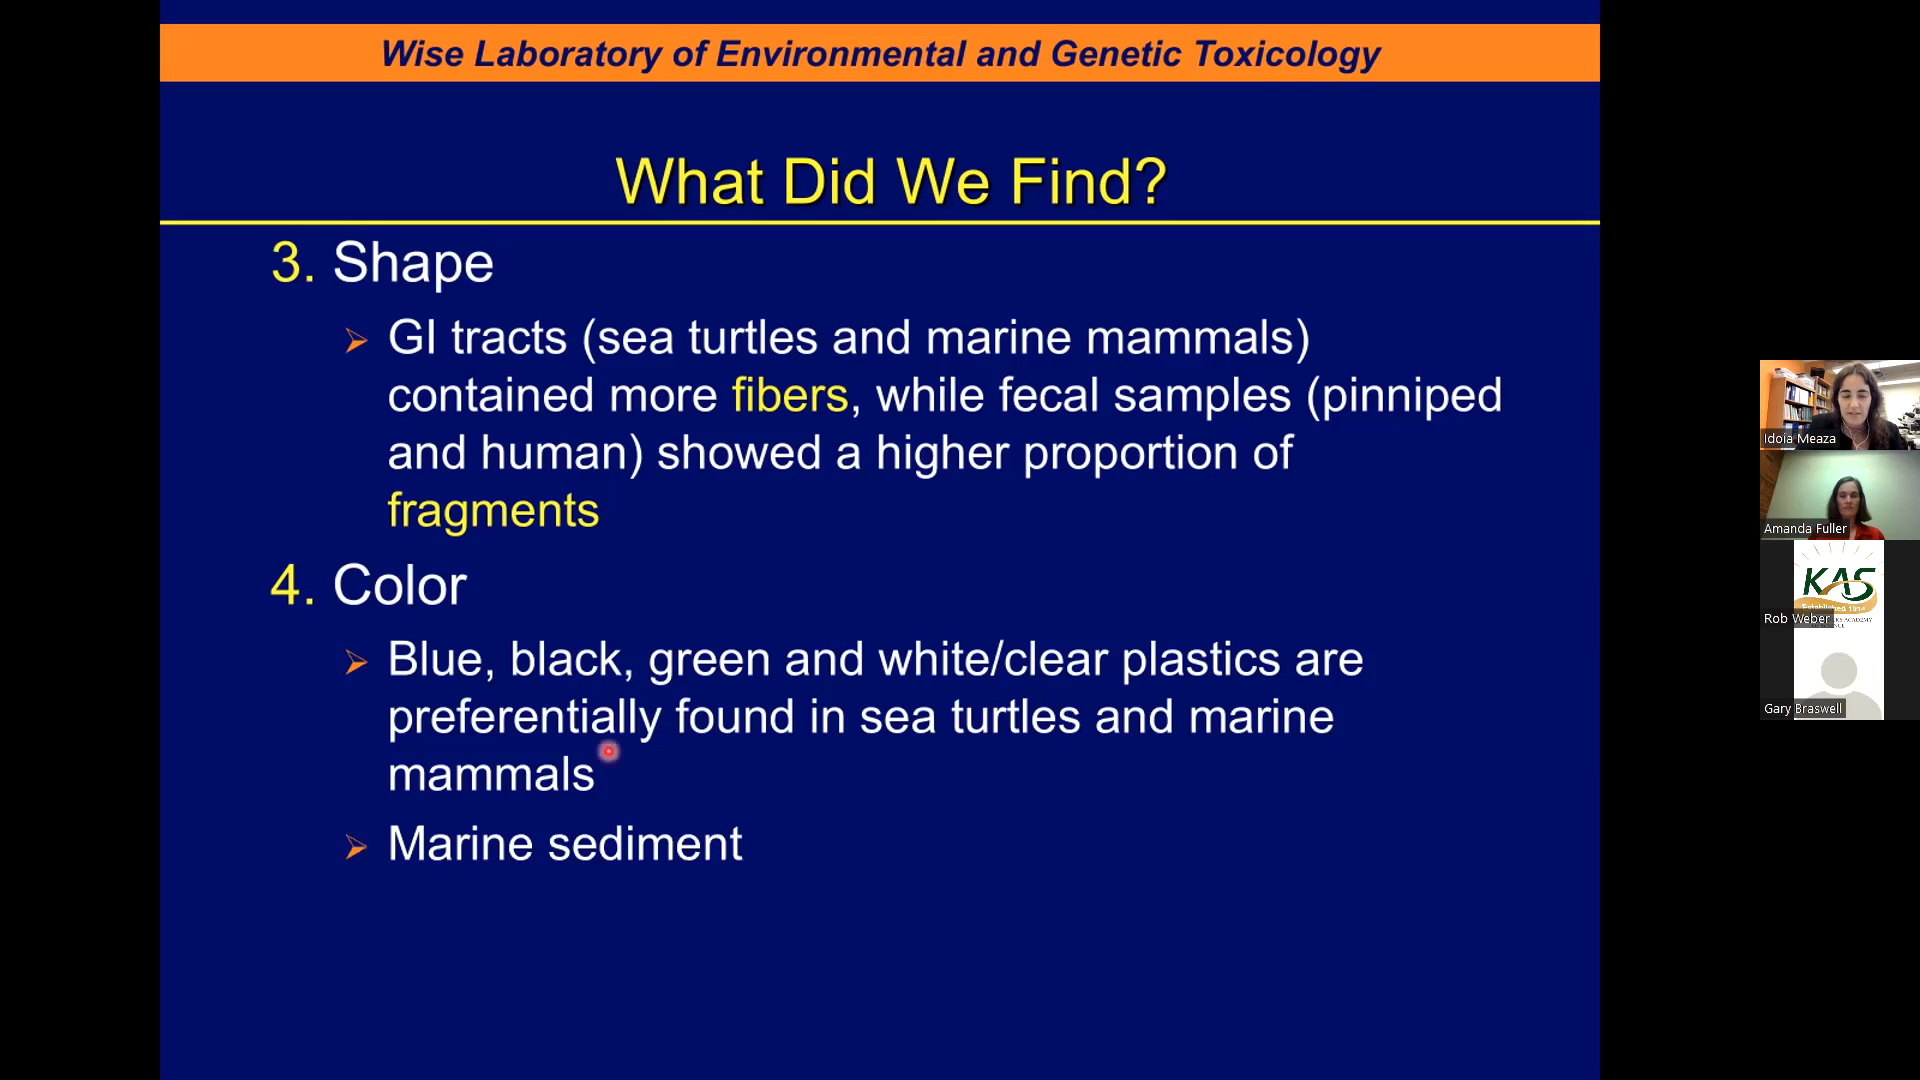 Wise Laboratory of Environmental and Genetic Toxicology
What Did We Find?
3. Shape
GI tracts (sea turtles and marine mammals)
contained more fibers, while fecal samples (pinniped
and human) showed a higher proportion of
fragments
4. Color
Blue, black, green and white/clear plastics are
preferentially found in sea turtles and marine
mammals
Marine sediment
Idoia Meaza
Amanda Fuller
KAS
Rob Weber
Gary Braswell